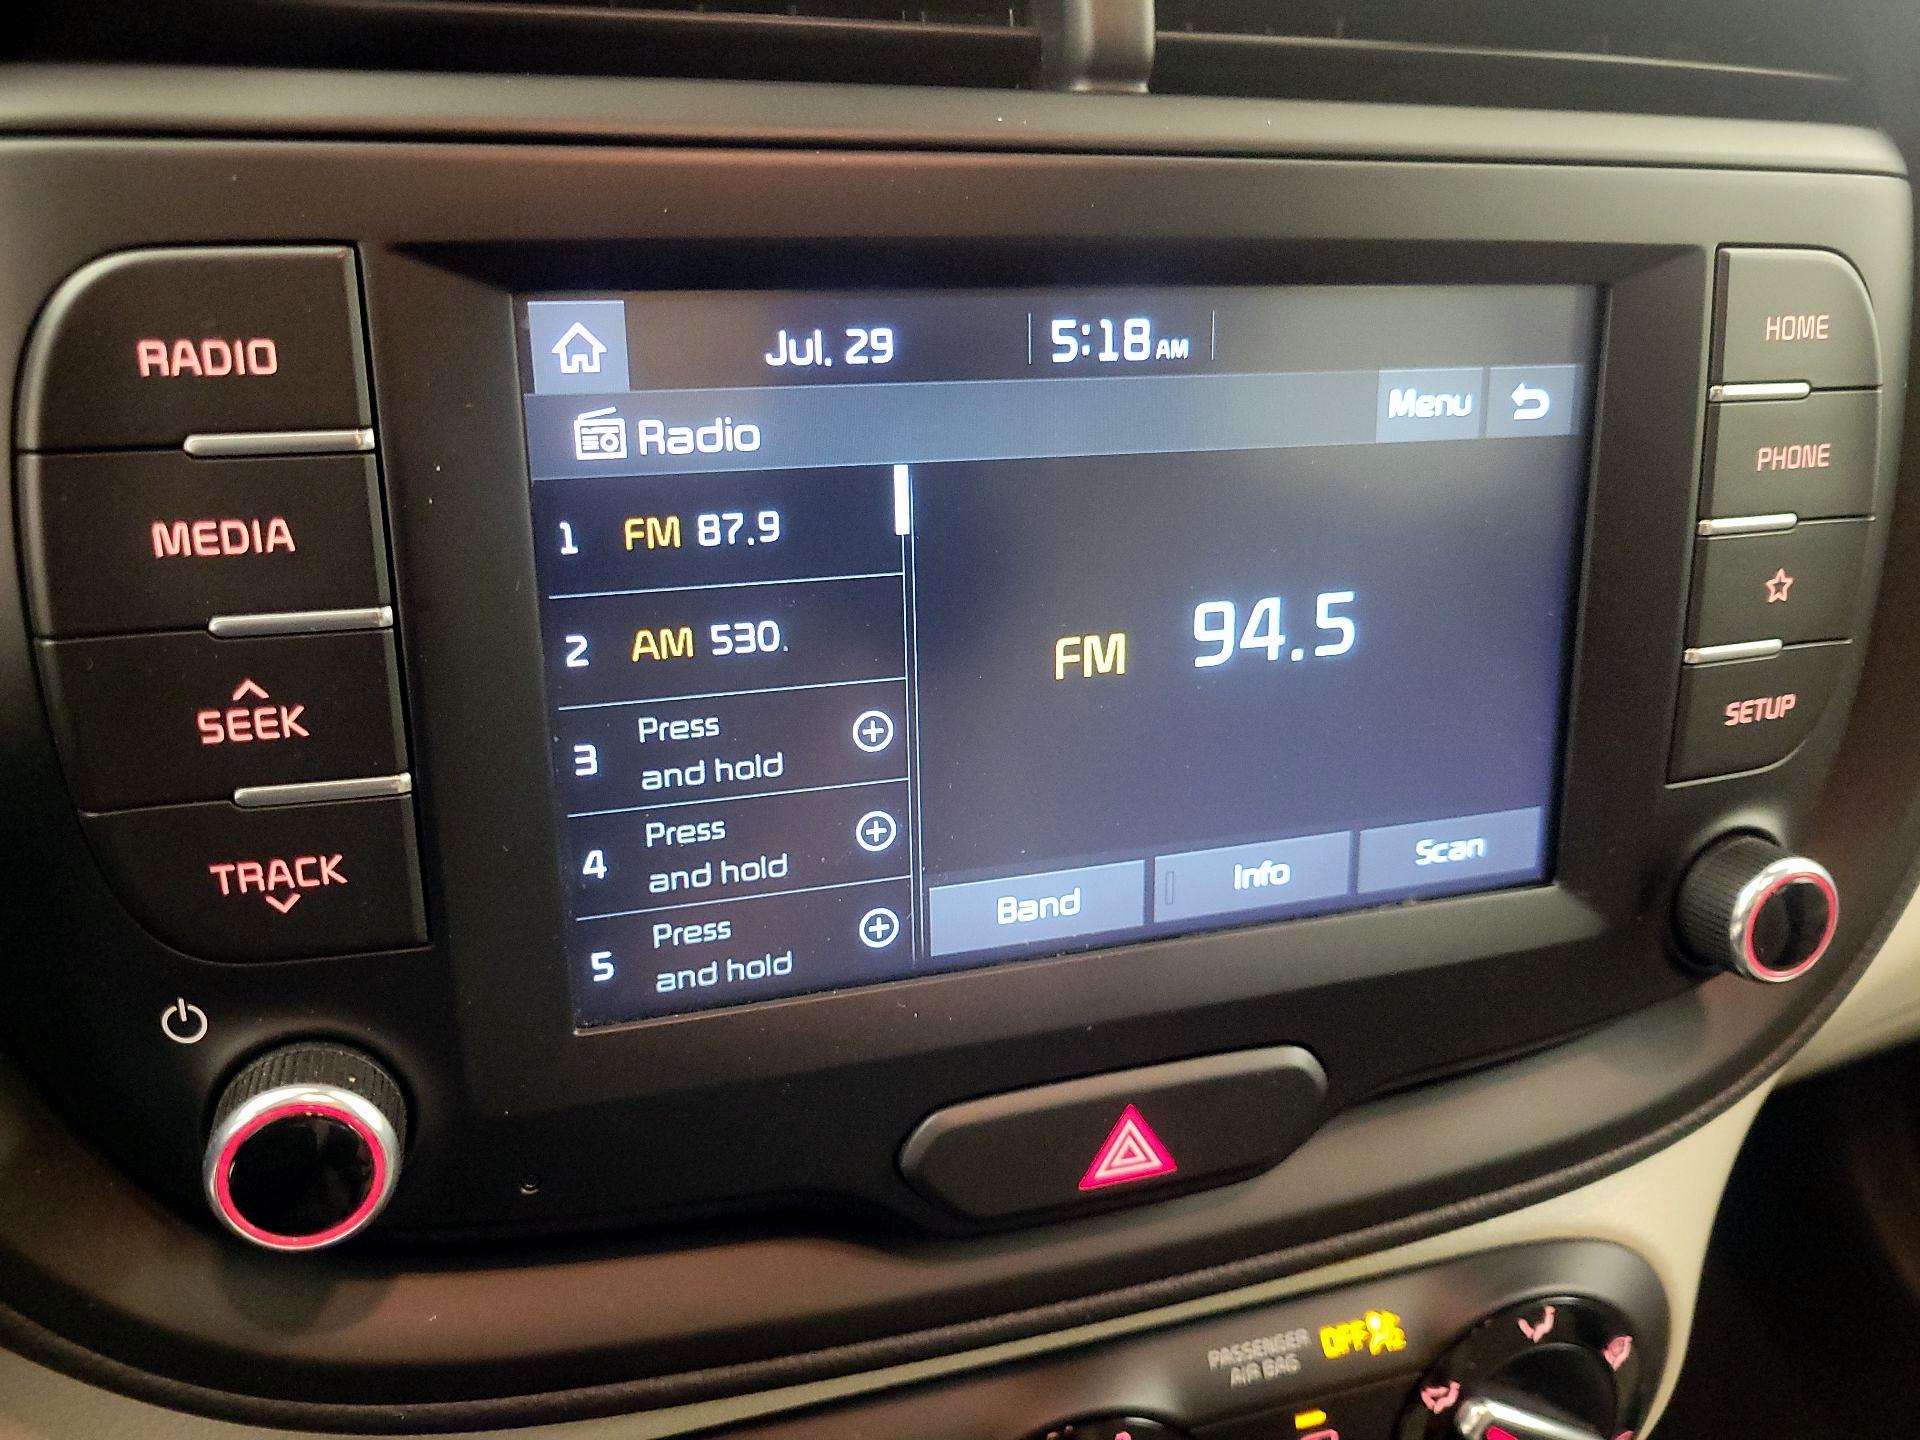 Jul. 29
5:18 AM
Radio
Menu
1 FM 87.9
2 AM 530.
3 Press
and hold
4 Press
and hold
5 Press
and hold
FM 94.5
Band
Info
Scan
RADIO
MEDIA
SEEK
TRACK
HOME
PHONE
SETUP
PASSENGER
AIR BAG
OFF